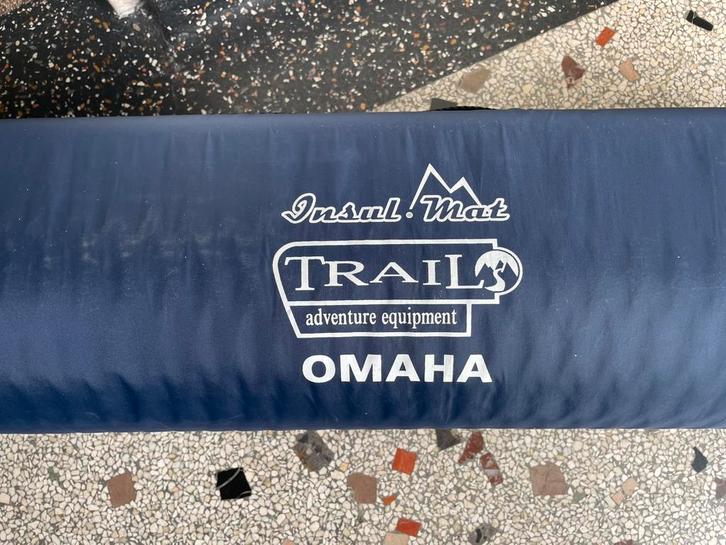 Insul.Mat
TRAIL
adventure equipment
OMAHA